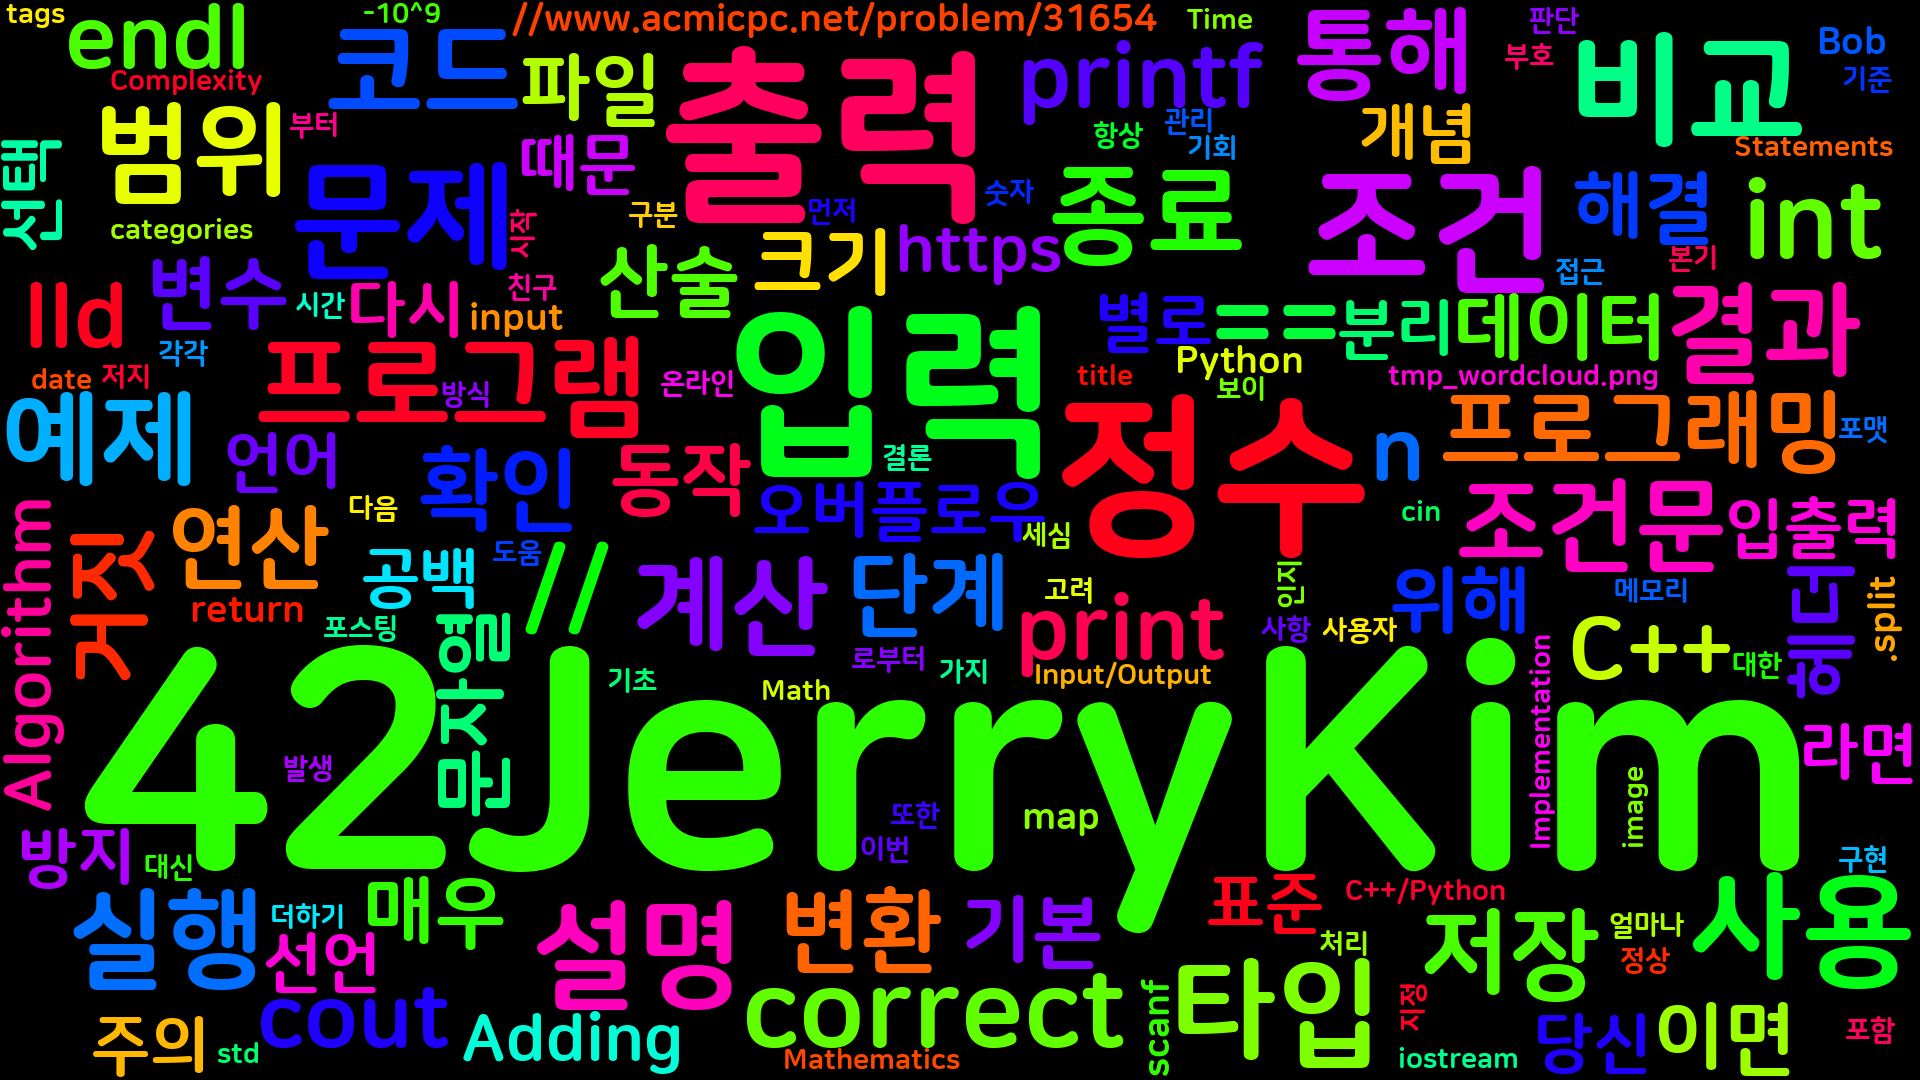 tags
-10^9
//www.acmicpc.net/problem/31654
Time
판단
endl
코드
파일
출력
printf
통해
부호
비교
Bob
기준
Complexity
범위
부터
때문
항상
관리
기회
개념
Statements
선택
문제
categories
시작
구분
먼저
숫자
종료
조건
해결
int
본기
접근
변수
시간
다시
친구
input
산술
크기
https
별로
==
분리
데이터
결과
lld
각각
date
저지
프로그램
방식
온라인
입력
Python
보이
title
tmp_wordcloud.png
예제
언어
확인
동작
결론
정수
n
프로그래밍
포맷
연산
다음
도움
오버플로우
세심
cin
조건문
입출력
Algorithm
거짓
공백
//
계산
단계
고려
인지
위해
메모리
헤더
.split
return
포스팅
문자열
print
사항
사용자
C++
대한
기초
로부터
가지
Input/Output
Math
Implementation
42JerryKim
발생
또한
이번
map
image
라면
방지
대신
구현
실행
더하기
매우
선언
설명
변환
기본
표준
C++/Python
처리
저장
얼마나
정상
사용
cout
주의
std
Adding
correct
Mathematics
scanf
타입
지정
iostream
당신
이면
포함